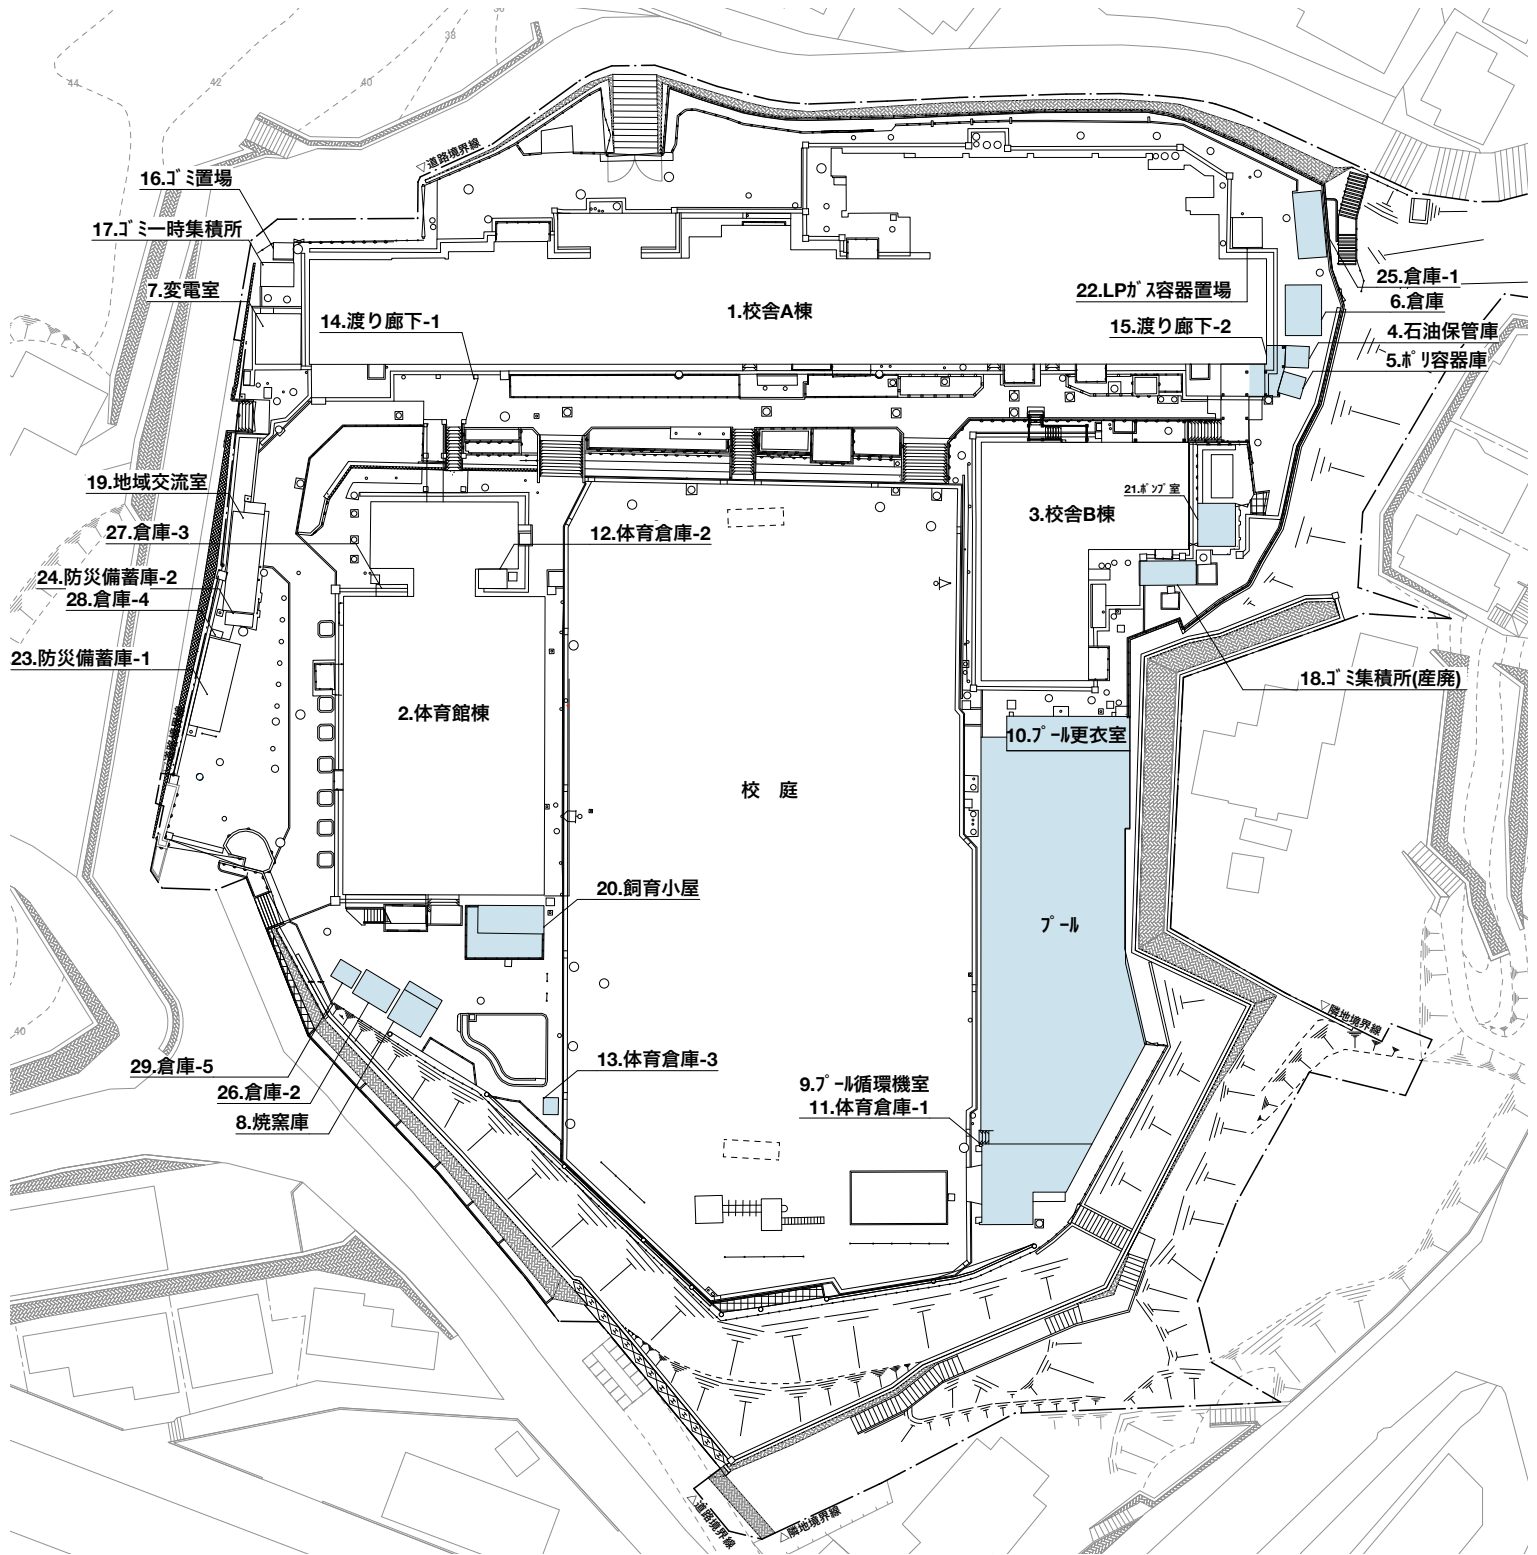 36
38
44
42
40
▽道路境界線
16.ゴミ置場
17.ゴミ一時集積所
7.変電室
22.LPガス容器置場
25.倉庫-1
6.倉庫
1.校舎A棟
14.渡り廊下-1
15.渡り廊下-2
4.石油保管庫
5.ポリ容器庫
19.地域交流室
21.ポンプ室
3.校舎B棟
27.倉庫-3
12.体育倉庫-2
24.防災備蓄庫-2
28.倉庫-4
23.防災備蓄庫-1
18.ゴミ集積所(産廃)
2.体育館棟
10.プール更衣室
校 庭
20.飼育小屋
プール
▽隣地境界線
40
29.倉庫-5
13.体育倉庫-3
26.倉庫-2
8.焼窯庫
9.プール循環機室
11.体育倉庫-1
△道路境界線
△隣地境界線